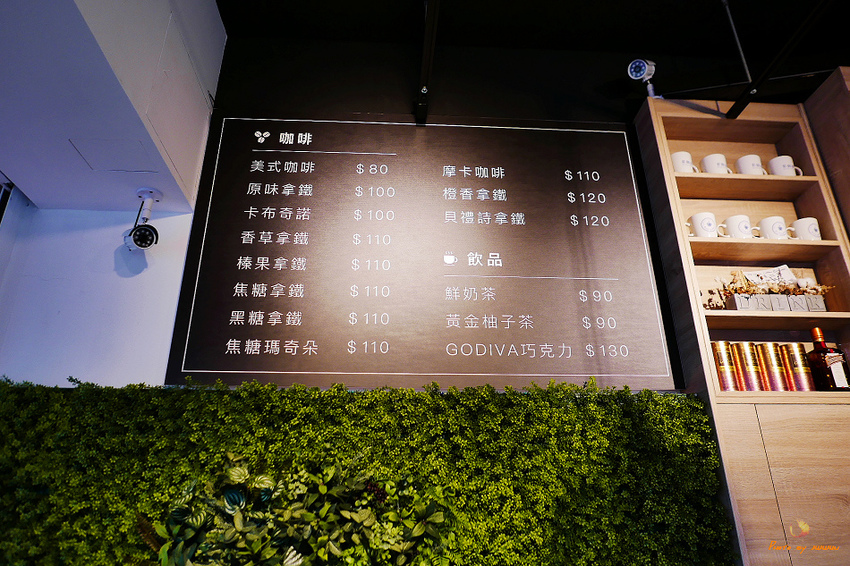 咖啡
美式咖啡 $80
原味拿鐵 $100
卡布奇諾 $100
香草拿鐵 $110
榛果拿鐵 $110
焦糖拿鐵 $110
黑糖拿鐵 $110
焦糖瑪奇朵 $110
摩卡咖啡 $110
橙香拿鐵 $120
貝禮詩拿鐵 $120
飲品
鮮奶茶 $90
黃金柚子茶 $90
GODIVA巧克力 $130